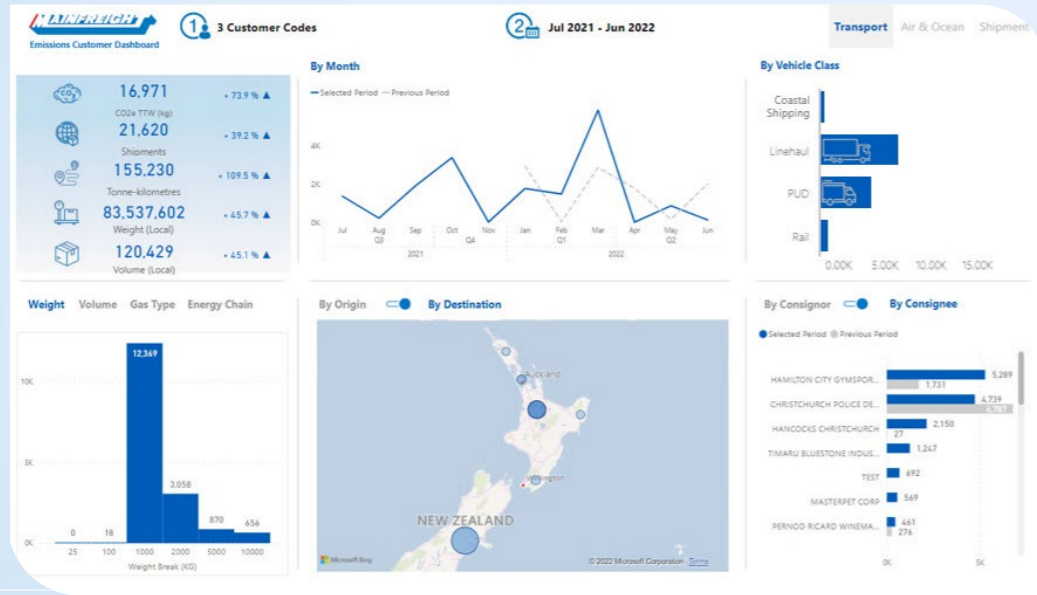 MAINFREIGHT
Emissions Customer Dashboard
1 3 Customer Codes
2 Jul 2021 - Jun 2022
Transport Air & Ocean Shipment
16,971 + 73.9 % ▲
CO2e TTW (kg)
21,620 + 39.2 % ▲
Shipments
155,230 + 109.5 % ▲
Tonne-kilometres
83,537,602 + 45.7 % ▲
Weight (Local)
120,429 + 45.1 % ▲
Volume (Local)
By Month
Selected Period Previous Period
4K
2K
0K
Jul Aug Sep Oct Nov Jan Feb Mar Apr May Jun
Q3 Q4 Q1 Q2
2021 2022
By Vehicle Class
Coastal
Shipping
Linehaul
PUD
Rail
0.00K 5.00K 10.00K 15.00K
Weight Volume Gas Type Energy Chain
12,369
10K
5K
3,058
0 18 870 656
0K
25 100 1000 2000 5000 10000
Weight Break (KG)
By Origin By Destination
Auckland
Wellington
NEW ZEALAND
Microsoft Bing
© 2022 Microsoft Corporation Terms
By Consignor By Consignee
Selected Period Previous Period
HAMILTON CITY GYMSPOR... 5,289
1,731
CHRISTCHURCH POLICE DE... 4,739
4,787
HANCOCKS CHRISTCHURCH 2,150
27
TIMARU BLUESTONE INDUS... 1,247
TEST 692
MASTERPET CORP 569
PERNOD RICARD WINEMA... 461
276
0K 5K